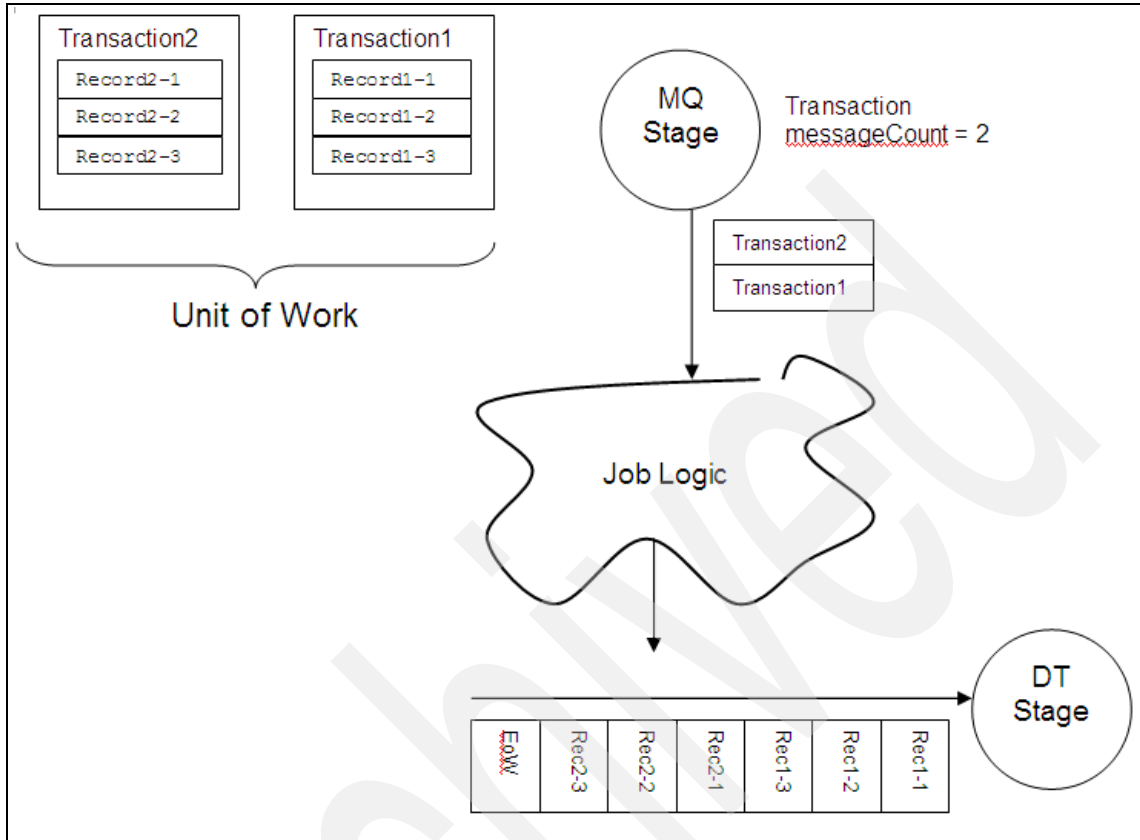 Transaction2
Record2-1
Record2-2
Record2-3
Transaction1
Record1-1
Record1-2
Record1-3
Unit of Work
MQ
Stage
Transaction
messageCount = 2
Transaction2
Transaction1
Job Logic
DT
Stage
EoW
Rec2-3
Rec2-2
Rec2-1
Rec1-3
Rec1-2
Rec1-1
hived